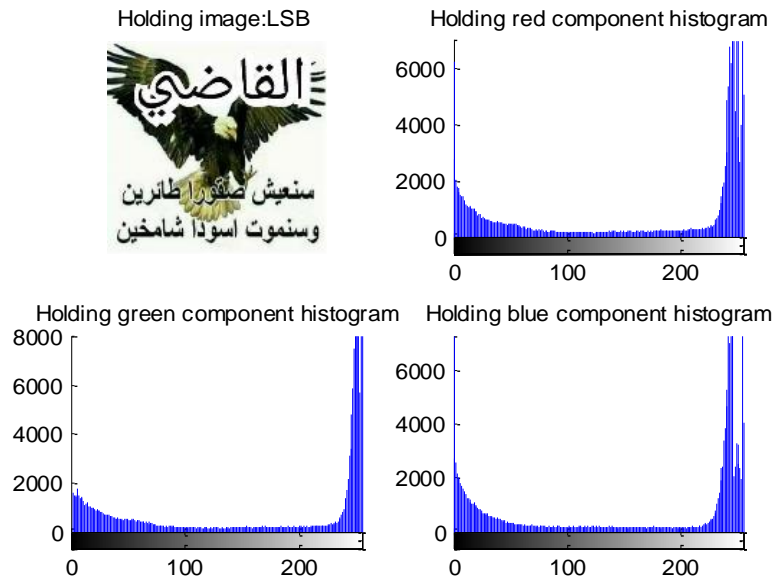 Holding image:LSB
القاضي
سنعيش صقورا طائرين
وسنموت اسودا شامخين
Holding red component histogram
6000
4000
2000
0
0 100 200
Holding green component histogram
8000
6000
4000
2000
0
0 100 200
Holding blue component histogram
6000
4000
2000
0
0 100 200